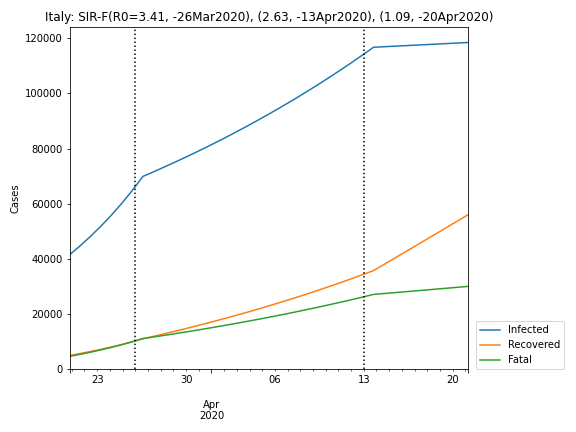 Italy: SIR-F(R0=3.41, -26Mar2020), (2.63, -13Apr2020), (1.09, -20Apr2020)
120000
100000
80000
60000
40000
20000
0
Cases
23
30
06
13
20
Apr
2020
Infected
Recovered
Fatal